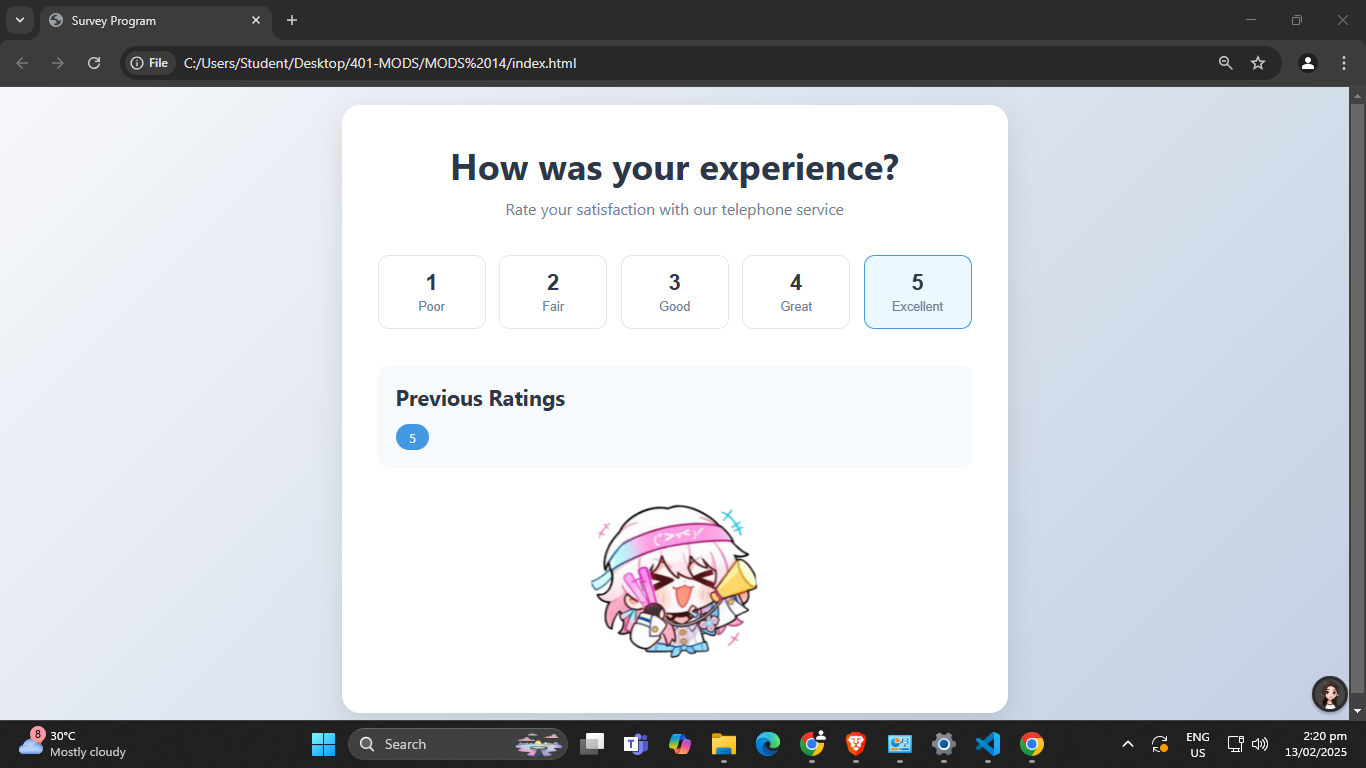 Survey Program
File
C:/Users/Student/Desktop/401-MODS/MODS%2014/index.html
How was your experience?
Rate your satisfaction with our telephone service
1
Poor
2
Fair
3
Good
4
Great
5
Excellent
Previous Ratings
5
8
30°C
Mostly cloudy
Search
ENG
US
2:20 pm
13/02/2025